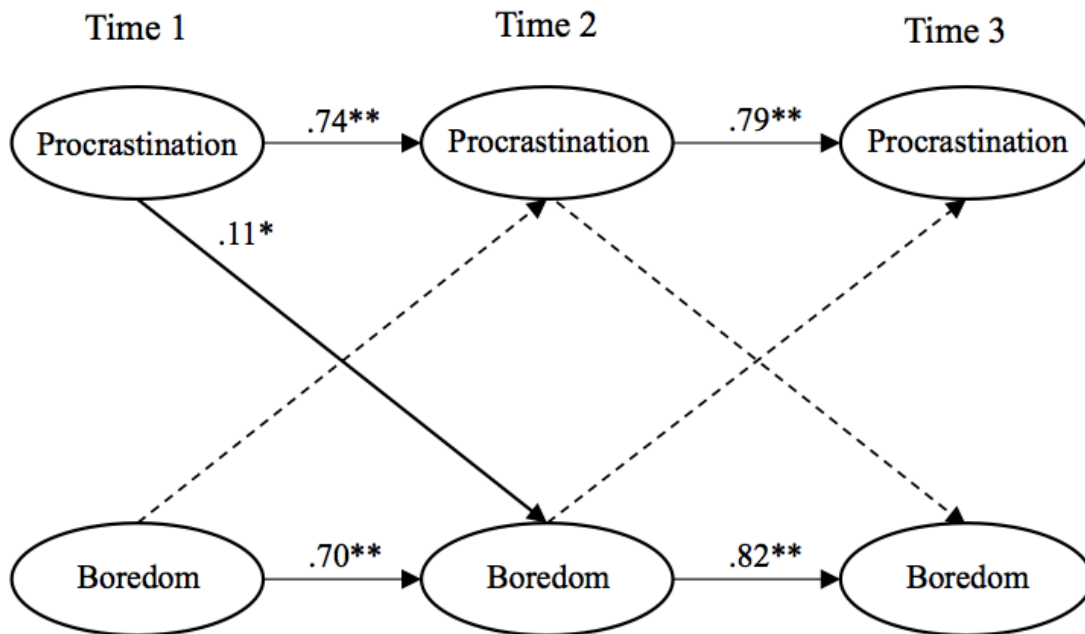 Time 1
Time 2
Time 3
Procrastination
.74**
Procrastination
.79**
Procrastination
.11*
Boredom
.70**
Boredom
.82**
Boredom